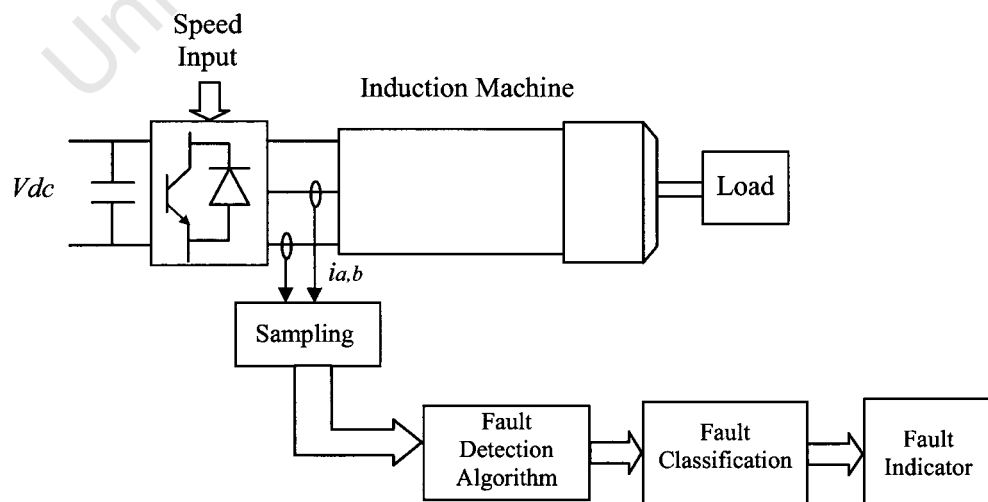 Speed
Input
Induction Machine
Vdc
Load
ia,b
Sampling
Fault
Detection
Algorithm
Fault
Classification
Fault
Indicator